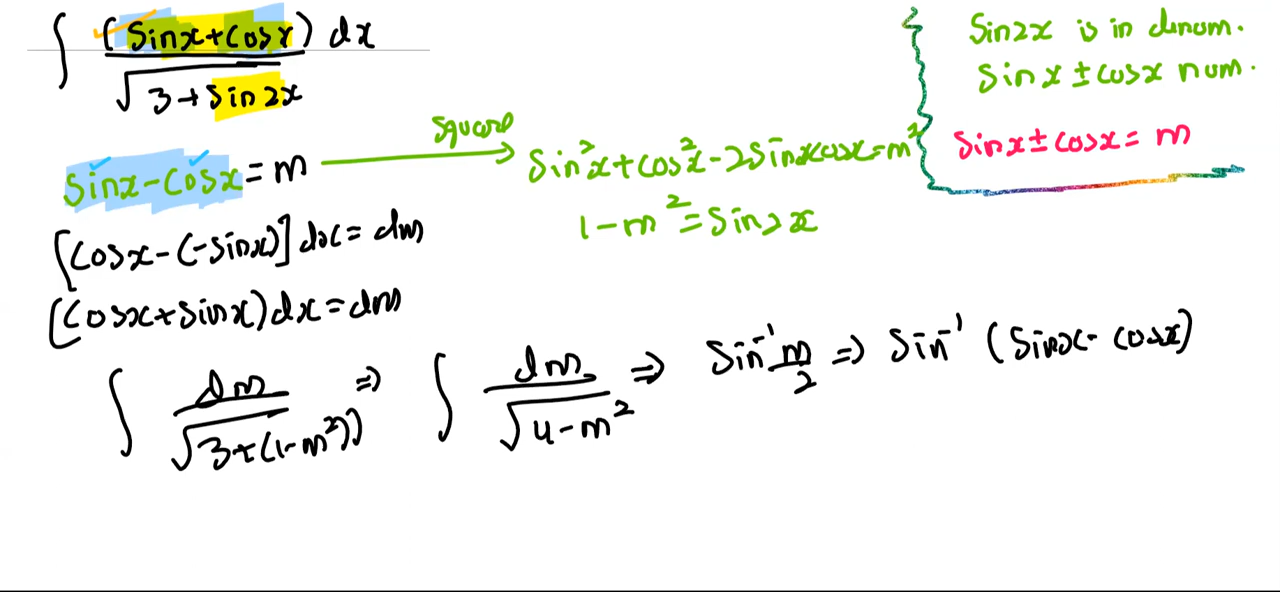 ∫ (Sinx+Cosx) dx / √(3+Sin2x)
Sin2x is in denom.
Sinx ± Cosx num.
Sinx ± Cosx = m
Sinx-Cosx = m
Square
Sin²x + Cos²x - 2Sinxcosx = m²
1-m² = Sin2x
[Cosx-(-Sinx)]dx = dm
(Cosx+Sinx)dx = dm
∫ dm / √(3+(1-m²)) ⇒ ∫ dm / √(4-m²) ⇒ Sin⁻¹ m/2 ⇒ Sin⁻¹ (Sinx-Cosx)